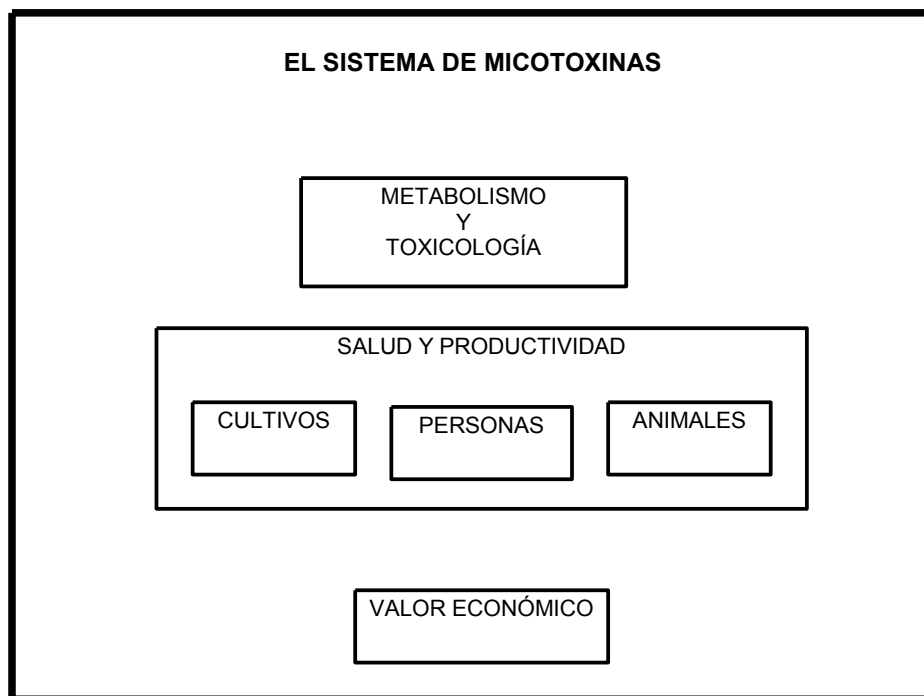 EL SISTEMA DE MICOTOXINAS
METABOLISMO
Y
TOXICOLOGÍA
SALUD Y PRODUCTIVIDAD
CULTIVOS
PERSONAS
ANIMALES
VALOR ECONÓMICO